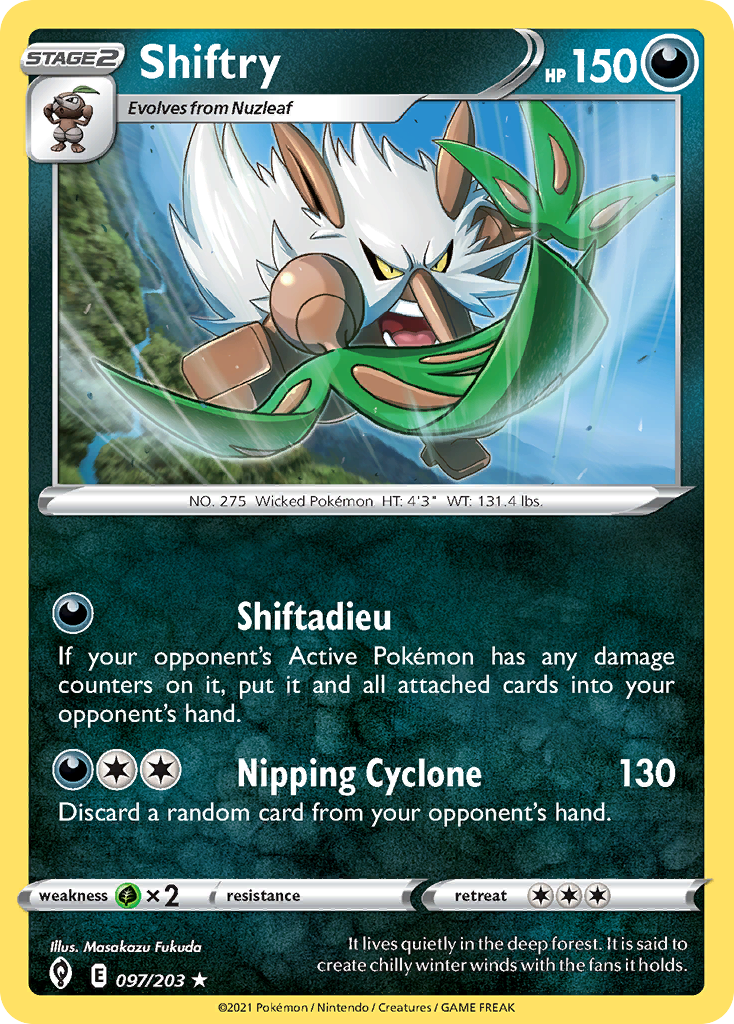 STAGE2
Shiftry
HP 150
Evolves from Nuzleaf
NO. 275 Wicked Pokémon HT: 4'3" WT: 131.4 lbs.
Shiftadieu
If your opponent's Active Pokémon has any damage
counters on it, put it and all attached cards into your
opponent's hand.
Nipping Cyclone 130
Discard a random card from your opponent's hand.
weakness ×2 resistance retreat
Illus. Masakazu Fukuda
E 097/203 ★
It lives quietly in the deep forest. It is said to
create chilly winter winds with the fans it holds.
©2021 Pokémon / Nintendo / Creatures / GAME FREAK